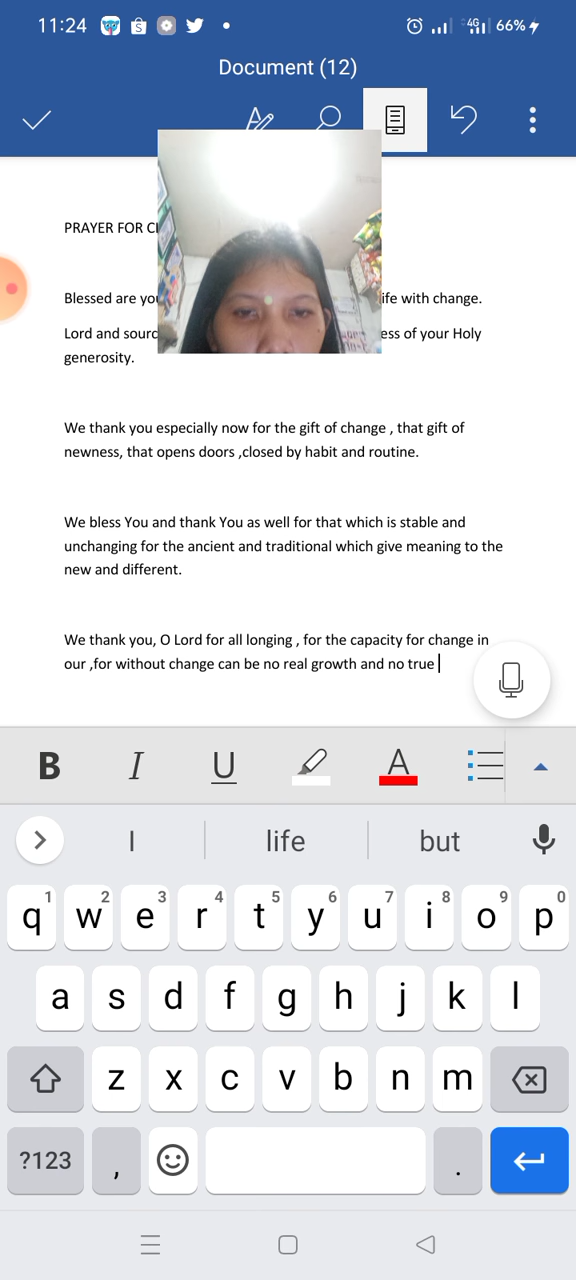 11:24 4G 66%
Document (12)
PRAYER FOR
Blessed are with change.
Lord and of your Holy
generosity.
We thank you especially now for the gift of change , that gift of
newness, that opens doors ,closed by habit and routine.
We bless You and thank You as well for that which is stable and
unchanging for the ancient and traditional which give meaning to the
new and different.
We thank you, O Lord for all longing , for the capacity for change in
our ,for without change can be no real growth and no true
B I U A
I life but
1 2 3 4 5 6 7 8 9 0
q w e r t y u i o p
a s d f g h j k l
z x c v b n m
?123 , .